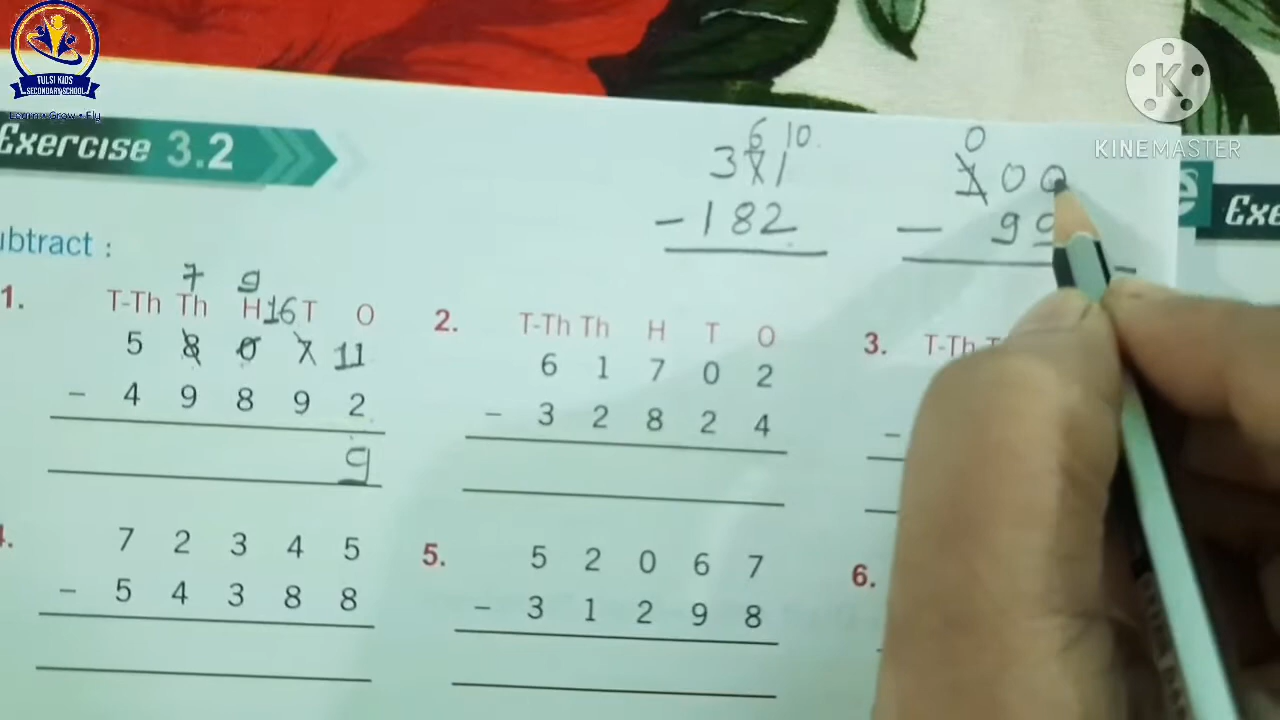 TULSI KIDS
SECONDARY SCHOOL
Learn • Grow • Fly
K
KINEMASTER
Exercise 3.2
Exe
6 10
3 7 1
- 1 8 2
0
1 0 0
- 9 9
ubtract :
7 9
1. T-Th Th H 16 T O
5 8 0 7 11
- 4 9 8 9 2
9
2. T-Th Th H T O
6 1 7 0 2
- 3 2 8 2 4
3. T-Th
-
7 2 3 4 5
- 5 4 3 8 8
5. 5 2 0 6 7
- 3 1 2 9 8
6.